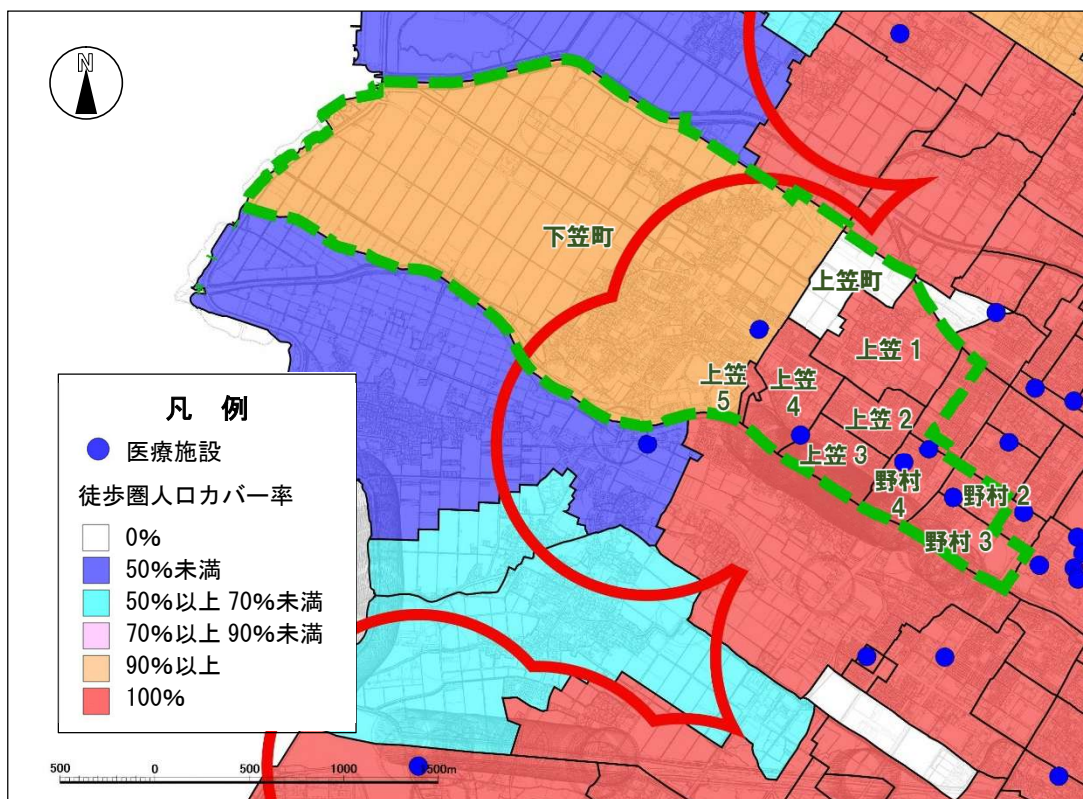 N
下笠町
上笠町
上笠 1
上笠
5
上笠
4
上笠 2
上笠 3
野村
4
野村 2
野村 3
凡 例
医療施設
徒歩圏人口カバー率
0%
50%未満
50%以上 70%未満
70%以上 90%未満
90%以上
100%
500 0 500 1000 1500m